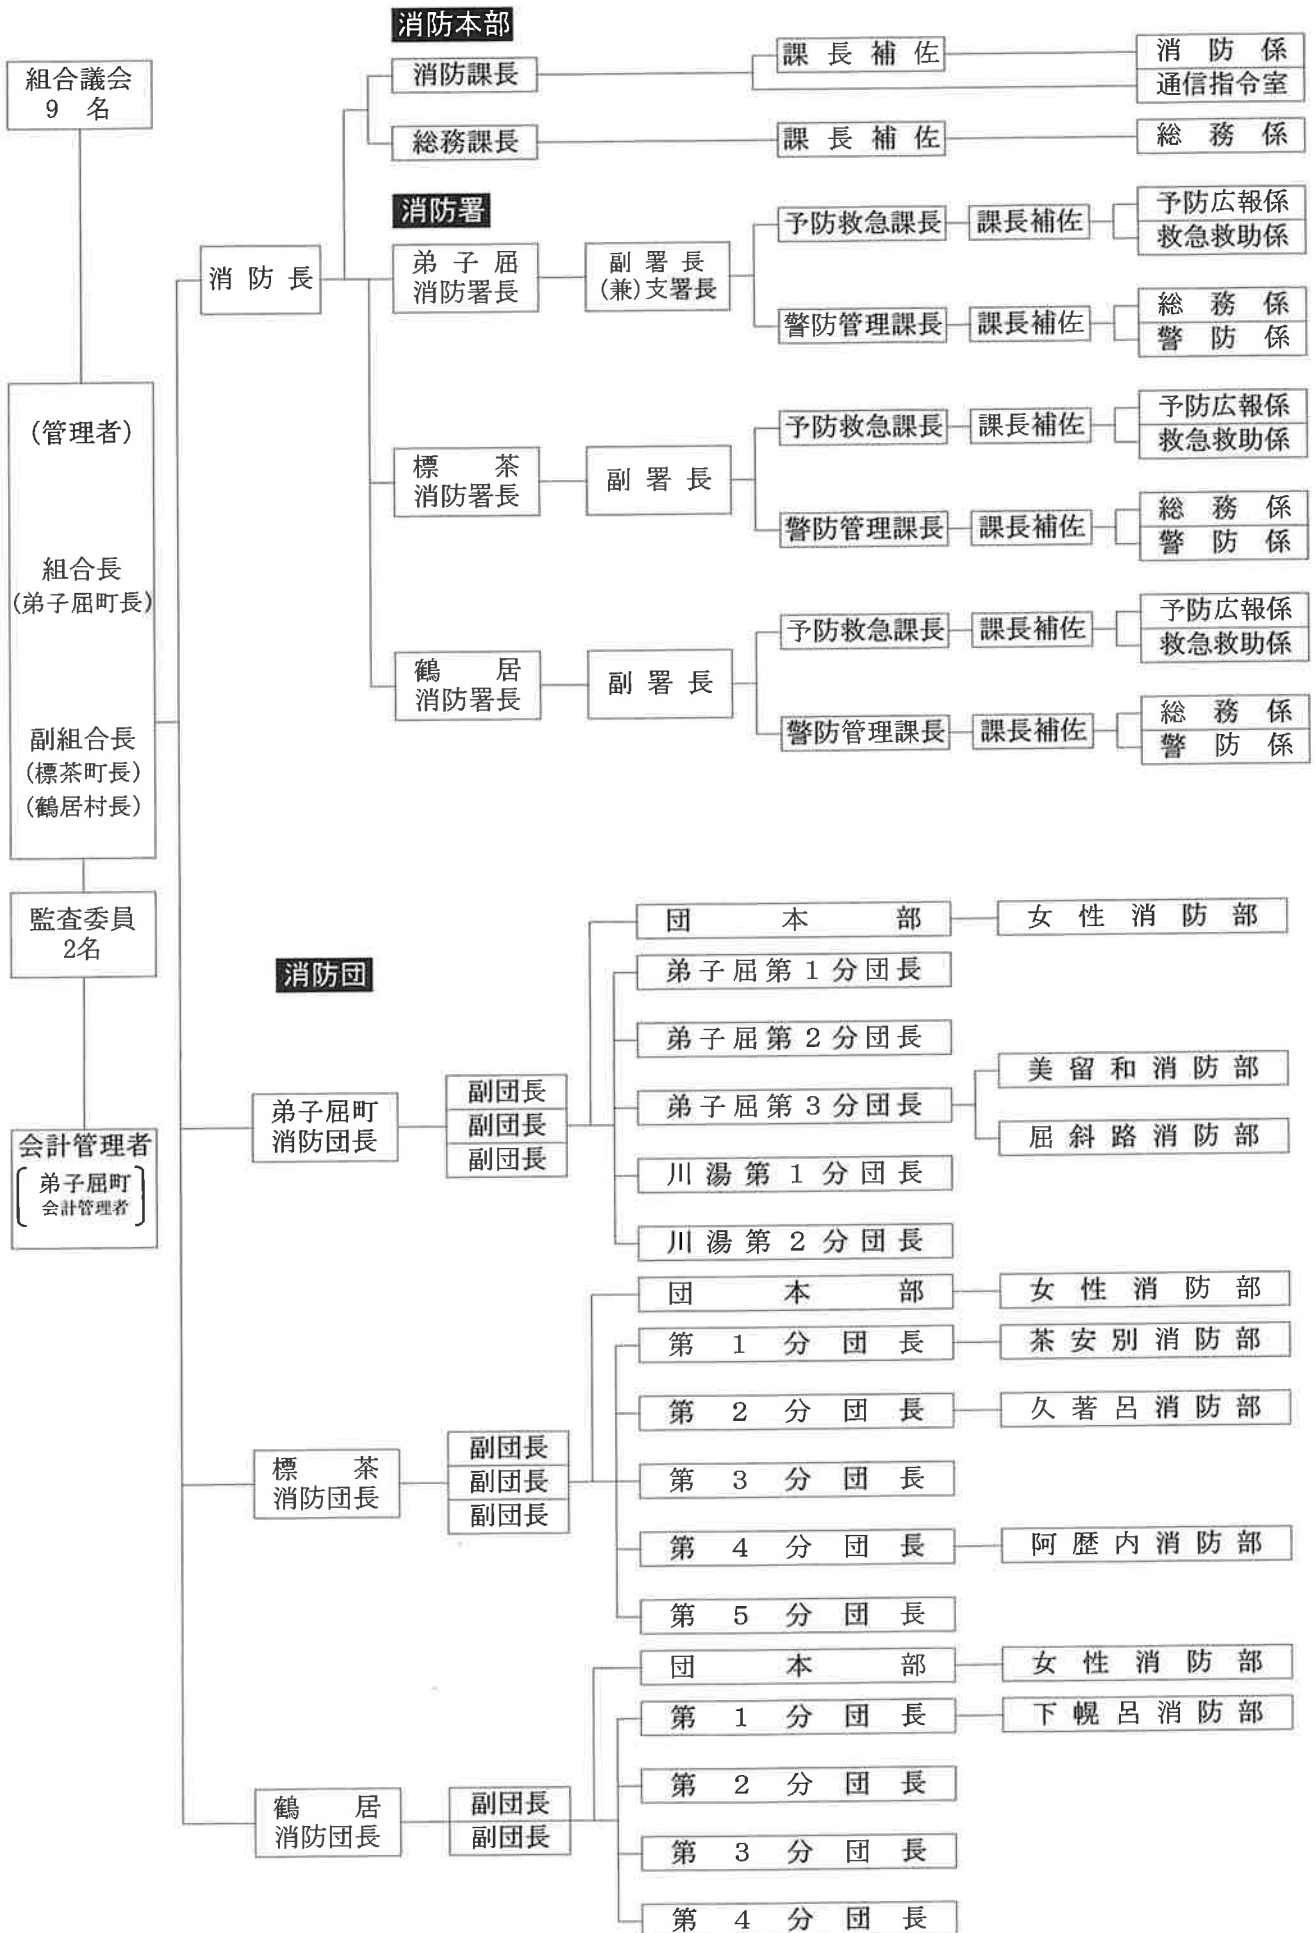 組合議会
9 名
(管理者)
組合長
(弟子屈町長)
副組合長
(標茶町長)
(鶴居村長)
監査委員
2名
会計管理者
弟子屈町
会計管理者
消防長
消防本部
消防課長
課長補佐
消防係
通信指令室
総務課長
課長補佐
総務係
消防署
弟子屈
消防署長
副署長
(兼)支署長
予防救急課長
課長補佐
予防広報係
救急救助係
警防管理課長
課長補佐
総務係
警防係
標茶
消防署長
副署長
予防救急課長
課長補佐
予防広報係
救急救助係
警防管理課長
課長補佐
総務係
警防係
鶴居
消防署長
副署長
予防救急課長
課長補佐
予防広報係
救急救助係
警防管理課長
課長補佐
総務係
警防係
消防団
弟子屈町
消防団長
副団長
副団長
副団長
団本部
女性消防部
弟子屈第1分団長
弟子屈第2分団長
弟子屈第3分団長
美留和消防部
屈斜路消防部
川湯第1分団長
川湯第2分団長
標茶
消防団長
副団長
副団長
副団長
団本部
女性消防部
第1分団長
茶安別消防部
第2分団長
久著呂消防部
第3分団長
第4分団長
阿歴内消防部
第5分団長
鶴居
消防団長
副団長
副団長
団本部
女性消防部
第1分団長
下幌呂消防部
第2分団長
第3分団長
第4分団長